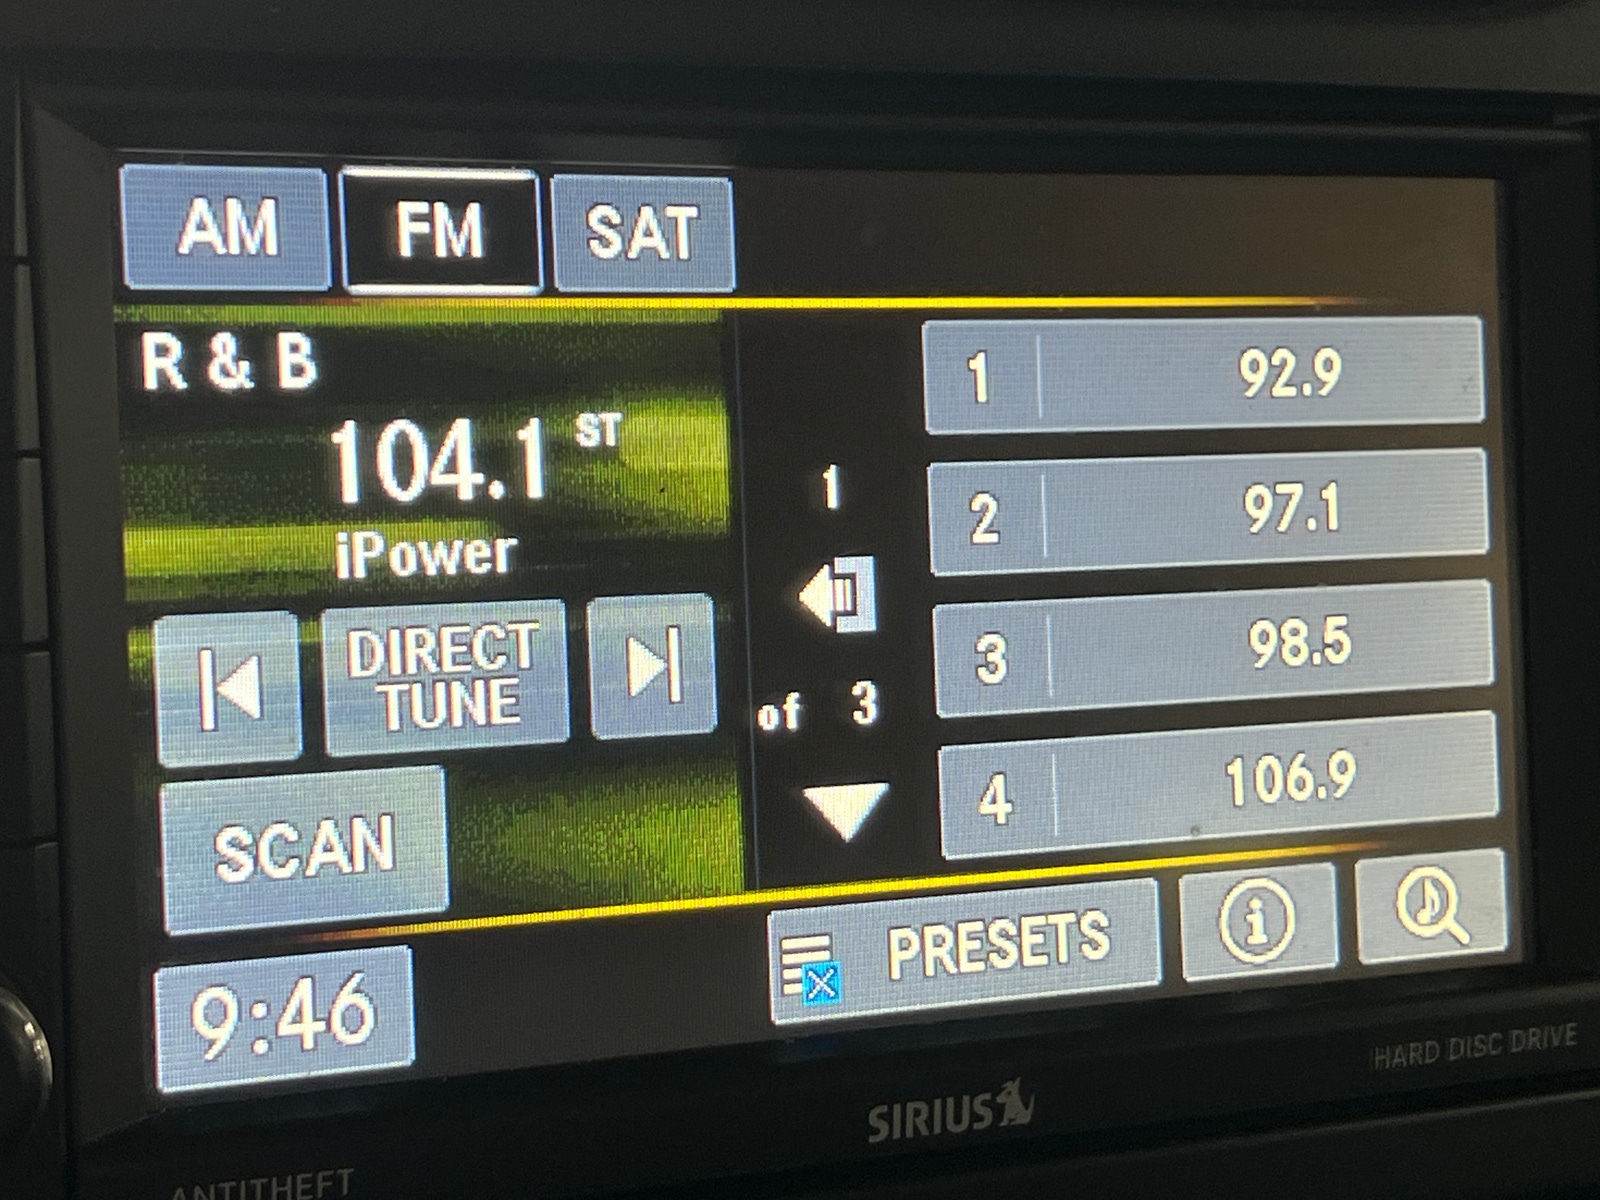 AM FM SAT
R & B
104.1 ST
iPower
DIRECT
TUNE
SCAN
9:46
1
of 3
1 92.9
2 97.1
3 98.5
4 106.9
PRESETS
i
HARD DISC DRIVE
SIRIUS
ANTITHEFT